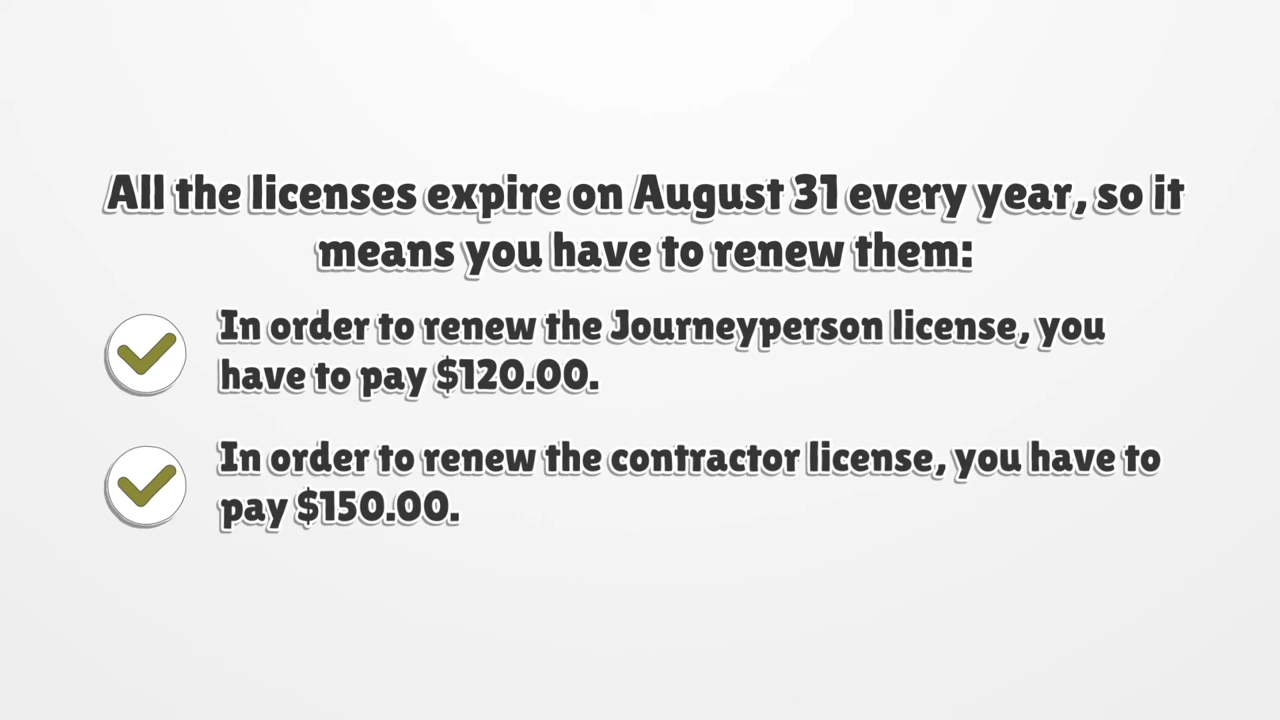 All the licenses expire on August 31 every year, so it
means you have to renew them:
In order to renew the Journeyperson license, you
have to pay $120.00.
In order to renew the contractor license, you have to
pay $150.00.